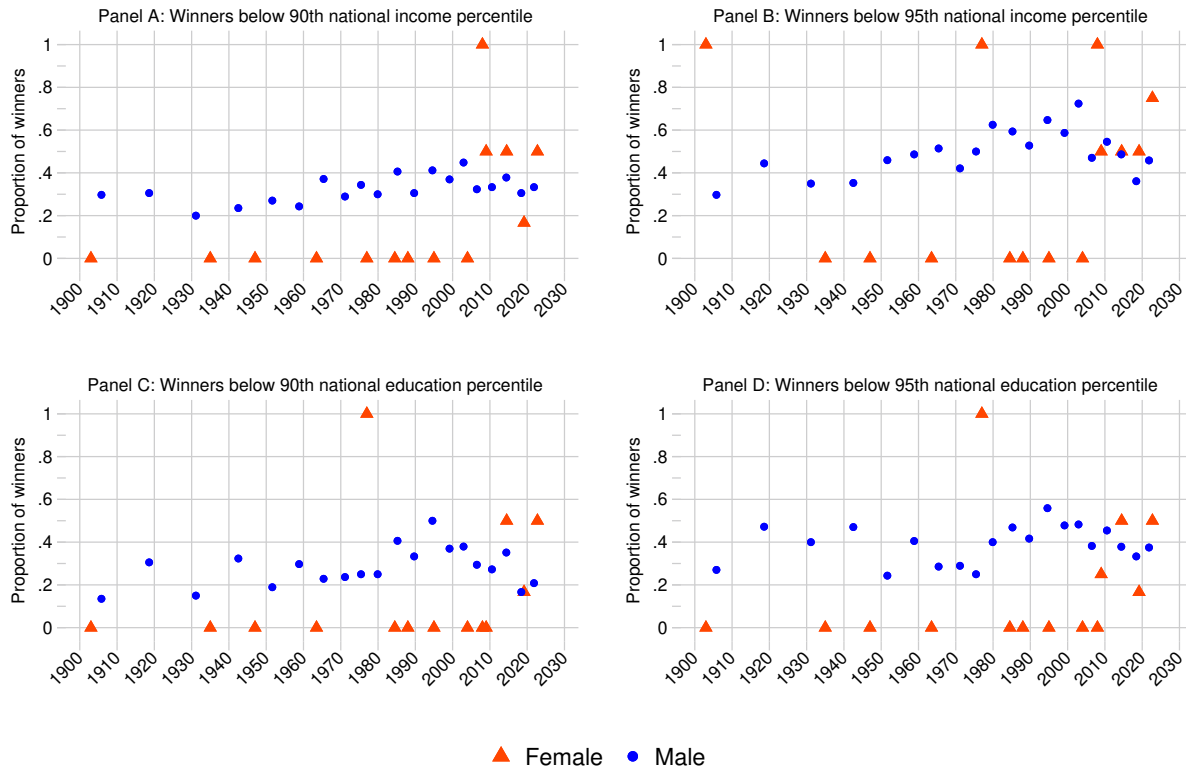 Panel A: Winners below 90th national income percentile
Proportion of winners
1
.8
.6
.4
.2
0
1900 1910 1920 1930 1940 1950 1960 1970 1980 1990 2000 2010 2020 2030
Panel B: Winners below 95th national income percentile
Proportion of winners
1
.8
.6
.4
.2
0
1900 1910 1920 1930 1940 1950 1960 1970 1980 1990 2000 2010 2020 2030
Panel C: Winners below 90th national education percentile
Proportion of winners
1
.8
.6
.4
.2
0
1900 1910 1920 1930 1940 1950 1960 1970 1980 1990 2000 2010 2020 2030
Panel D: Winners below 95th national education percentile
Proportion of winners
1
.8
.6
.4
.2
0
1900 1910 1920 1930 1940 1950 1960 1970 1980 1990 2000 2010 2020 2030
Female Male